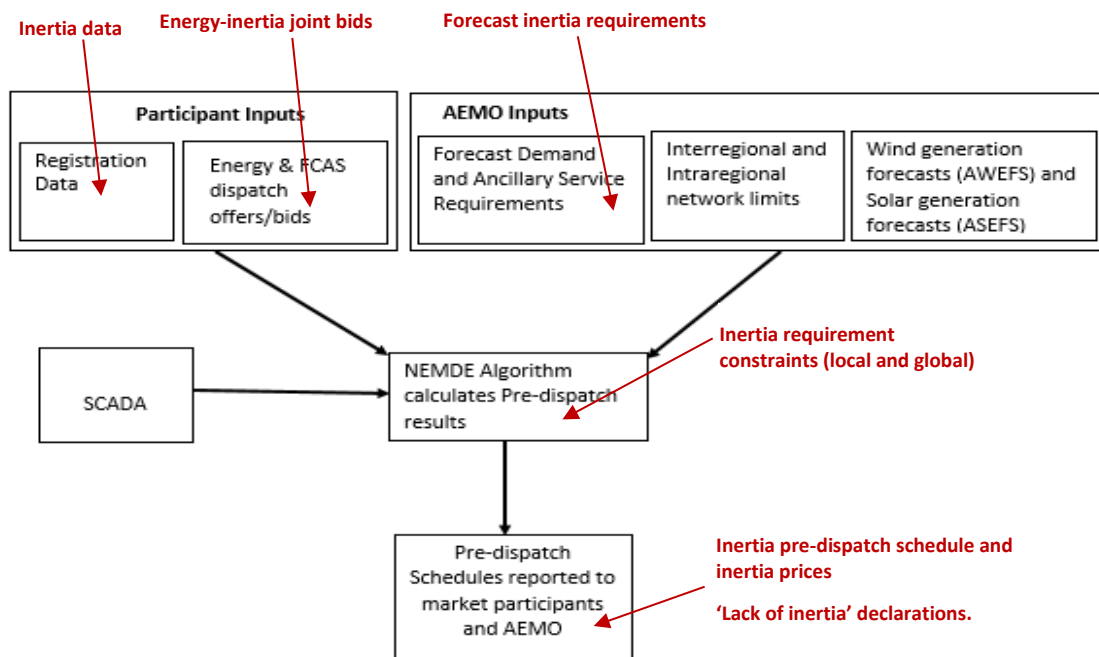 Inertia data
Energy-inertia joint bids
Forecast inertia requirements
Participant Inputs
Registration
Data
Energy & FCAS
dispatch
offers/bids
AEMO Inputs
Forecast Demand
and Ancillary Service
Requirements
Interregional and
Intraregional
network limits
Wind generation
forecasts (AWEFS) and
Solar generation
forecasts (ASEFS)
Inertia requirement
constraints (local and global)
SCADA
NEMDE Algorithm
calculates Pre-dispatch
results
Pre-dispatch
Schedules reported to
market participants
and AEMO
Inertia pre-dispatch schedule and
inertia prices
‘Lack of inertia’ declarations.